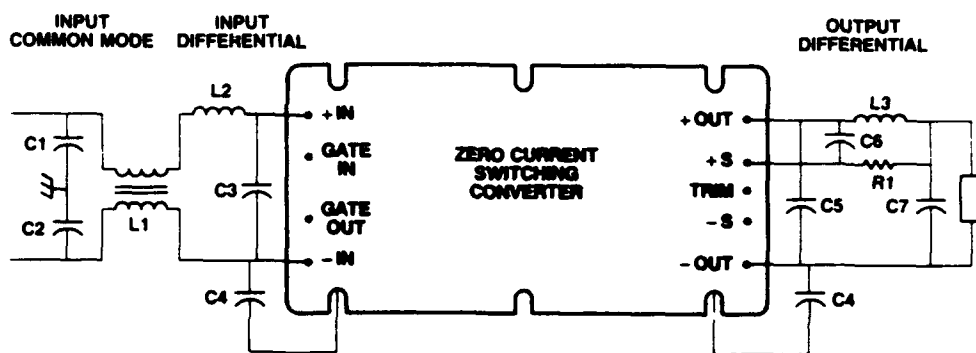 INPUT
COMMON MODE
INPUT
DIFFERENTIAL
OUTPUT
DIFFERENTIAL
L2
+ IN
+ OUT
L3
C1
C6
GATE
IN
ZERO CURRENT
SWITCHING
CONVERTER
+ S
C3
R1
TRIM
C2
L1
GATE
OUT
C5
C7
- S
- IN
- OUT
C4
C4